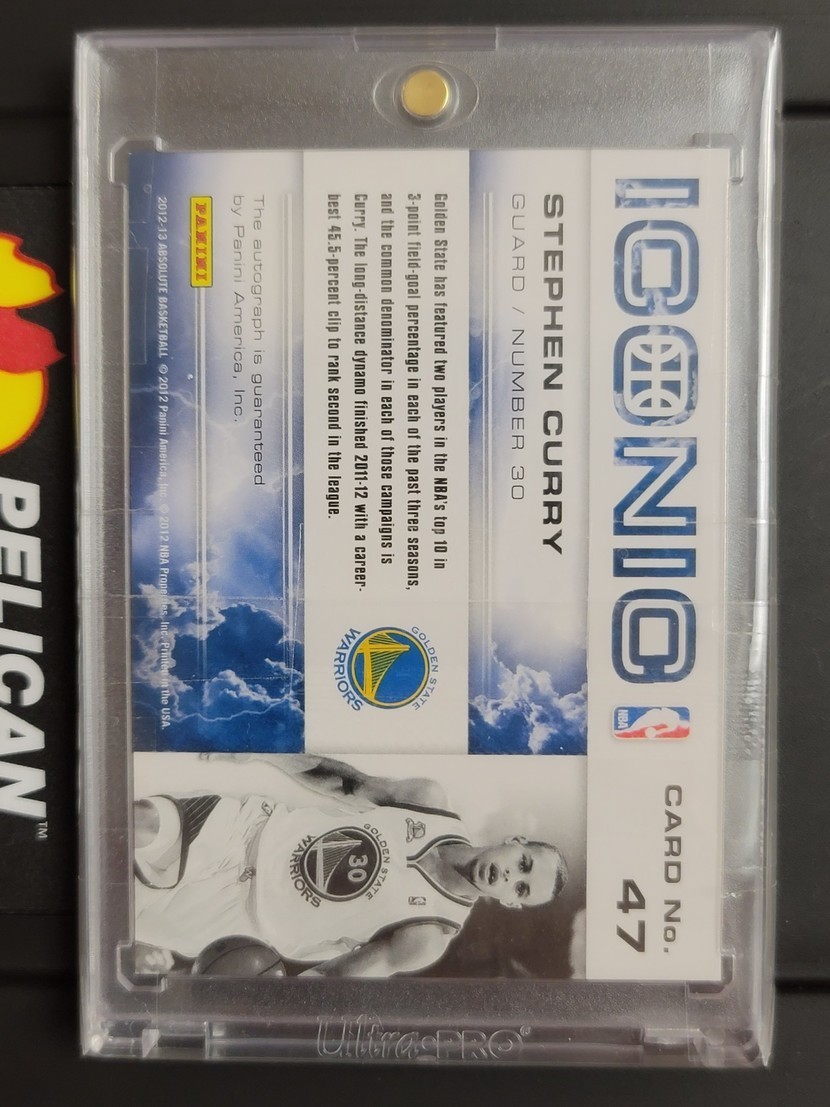 ICONIC
NBA
CARD No.
47
STEPHEN CURRY
GUARD / NUMBER 30
Golden State has featured two players in the NBA's top 10 in
3-point field-goal percentage in each of the past three seasons,
and the common denominator in each of those campaigns is
Curry. The long-distance dynamo finished 2011-12 with a career-
best 45.5-percent clip to rank second in the league.
GOLDEN STATE
WARRIORS
GOLDEN STATE
30
WARRIORS
The autograph is guaranteed
by Panini America, Inc.
PANINI
2012-13 ABSOLUTE BASKETBALL © 2012 Panini America, Inc. © 2012 NBA Properties, Inc. Printed in the USA.
Ultra•PRO®
PELICAN™